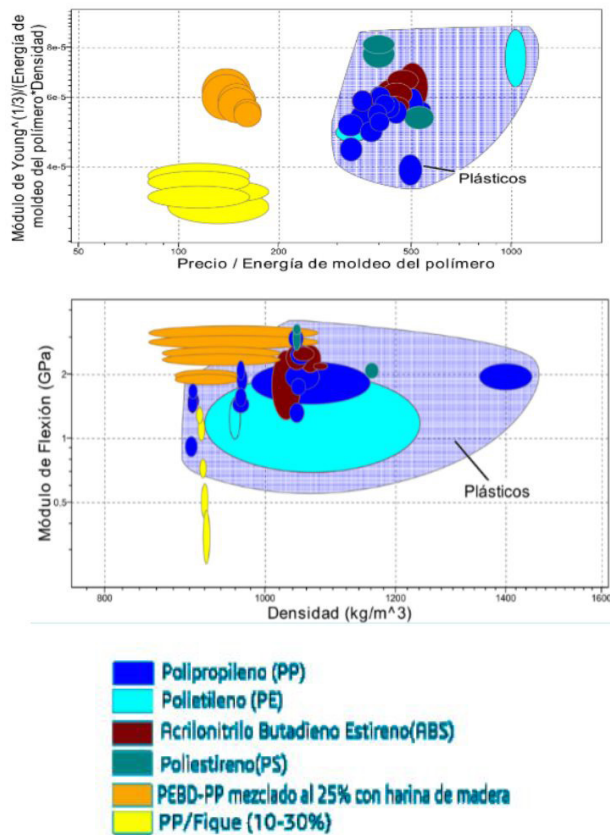 Módulo de Young^(1/3)/(Energía de
moldeo del polímero*Densidad)
8e-5
6e-5
4e-5
Plásticos
50
100
200
500
1000
Precio / Energía de moldeo del polímero
Módulo de Flexión (GPa)
2
1
0.5
Plásticos
800
1000
1200
1400
1600
Densidad (kg/m^3)
Polipropileno (PP)
Polietileno (PE)
Acrilonitrilo Butadieno Estireno(ABS)
Poliestireno(PS)
PEBD-PP mezclado al 25% con harina de madera
PP/Fique (10-30%)